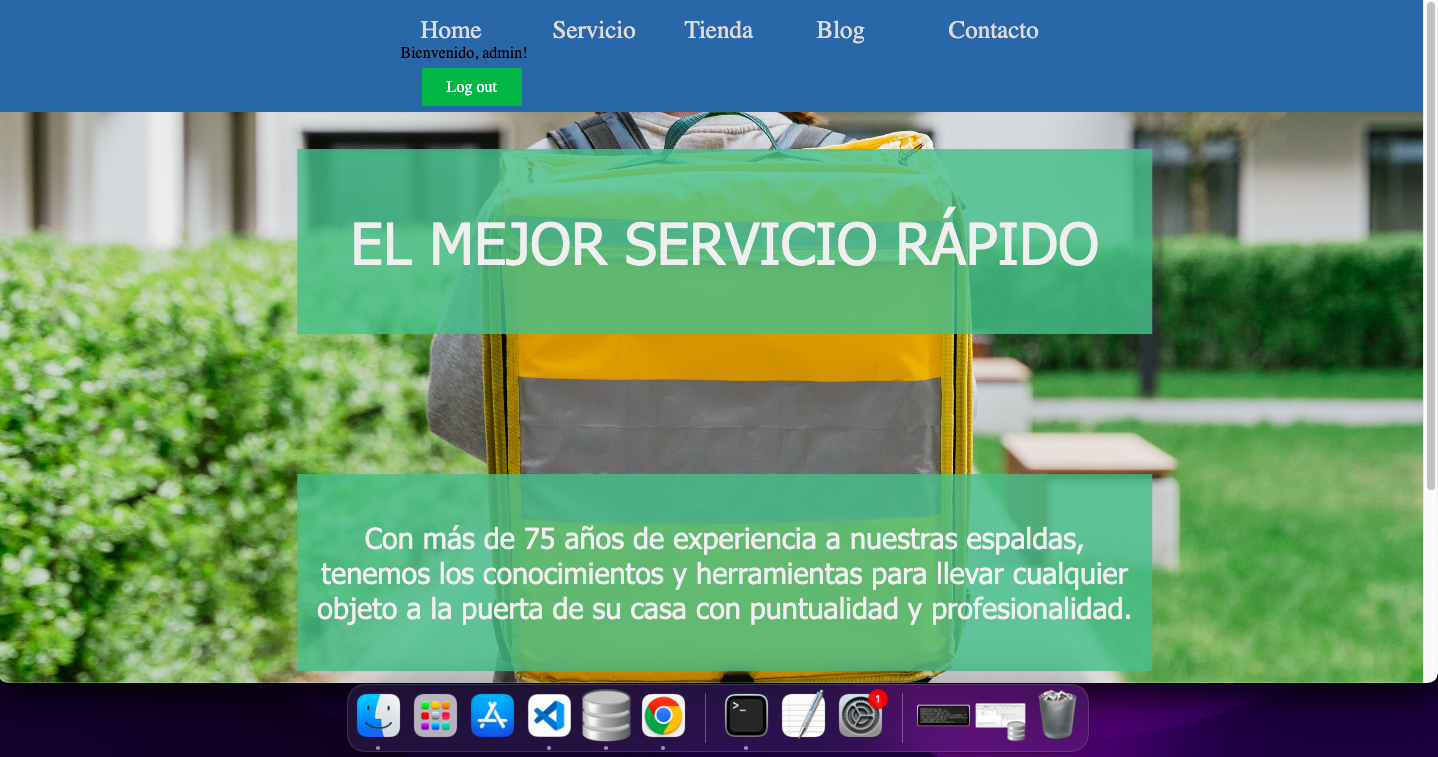 Home Servicio Tienda Blog Contacto
Bienvenido, admin!
Log out
EL MEJOR SERVICIO RÁPIDO
Con más de 75 años de experiencia a nuestras espaldas,
tenemos los conocimientos y herramientas para llevar cualquier
objeto a la puerta de su casa con puntualidad y profesionalidad.
>_
1